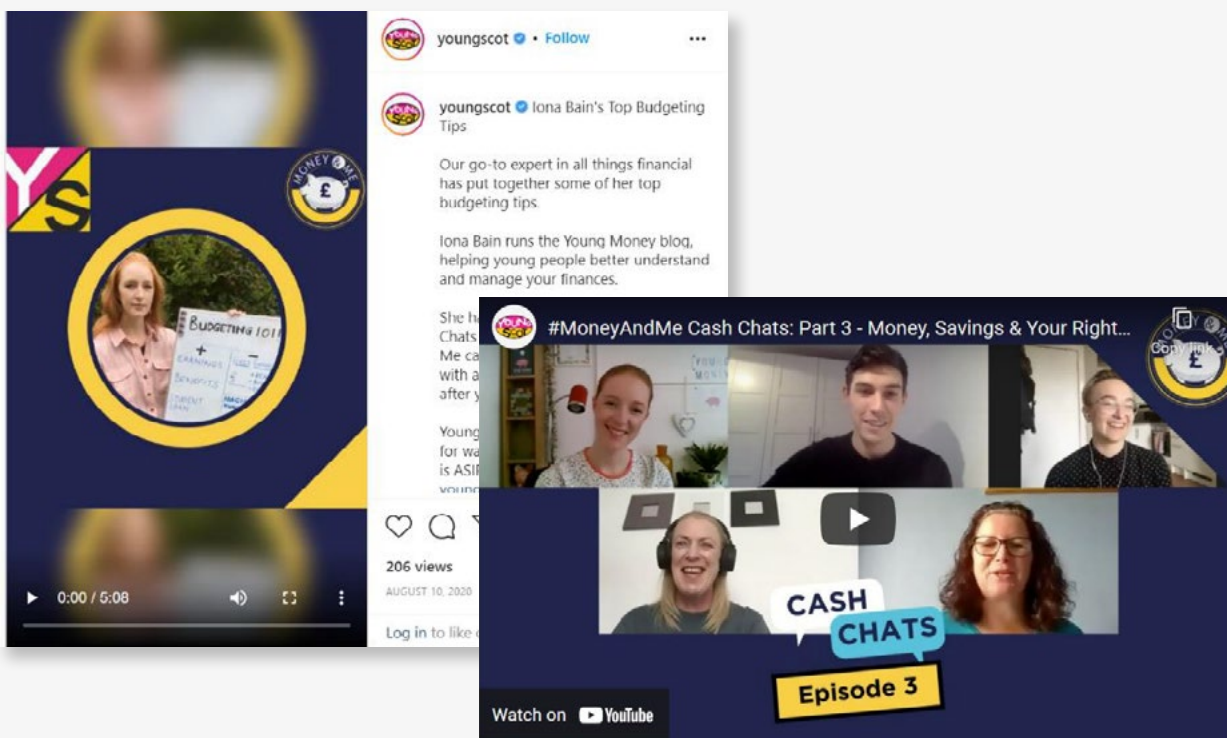 youngscot • Follow
youngscot Iona Bain's Top Budgeting
Tips
Our go-to expert in all things financial
has put together some of her top
budgeting tips.
Iona Bain runs the Young Money blog,
helping young people better understand
and manage your finances.
She
Chats
Me
with a
after
Young
for
is
206 views
AUGUST 10, 2020
Log in to like
YS
MONEY & ME
£
BUDGETING 101!
+ -
EARNINGS
BENEFITS
STUDENT
LOAN
0:00 / 5:08
YOUNG
SCOT
#MoneyAndMe Cash Chats: Part 3 - Money, Savings & Your Right...
Copy link
£
CASH
CHATS
Episode 3
Watch on YouTube